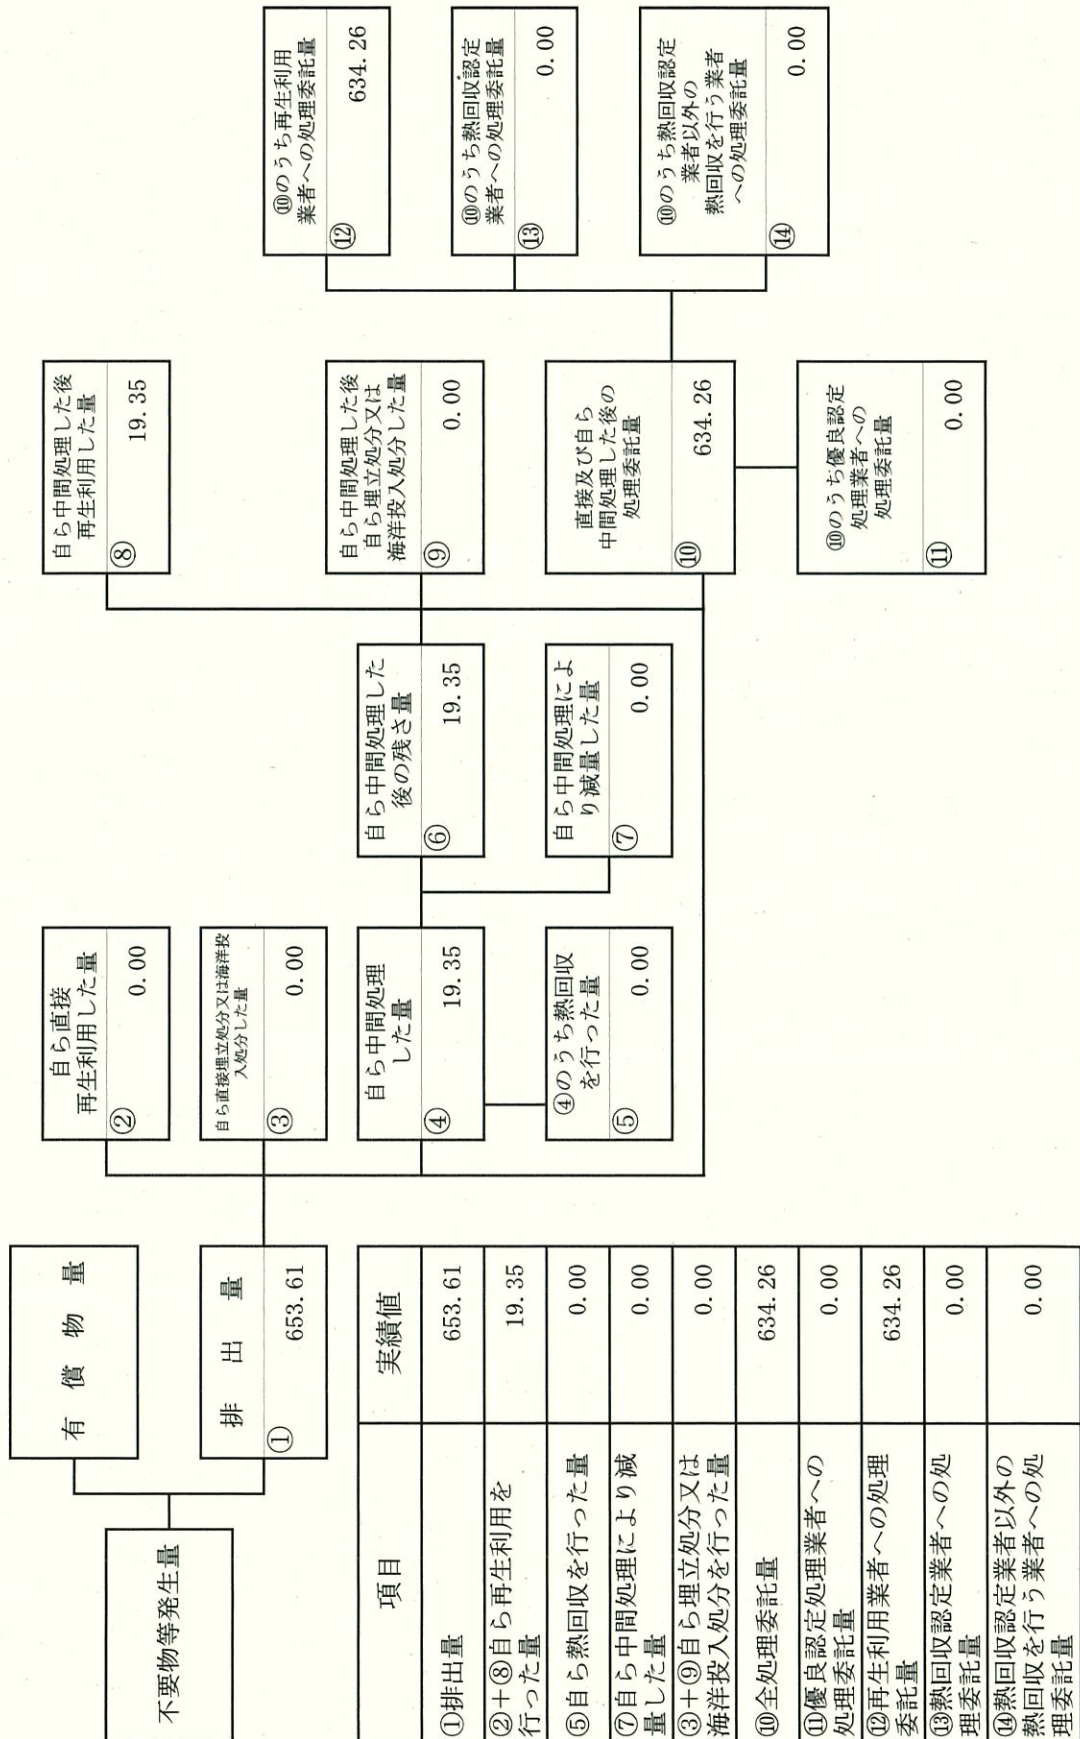 不要物等発生量
有 償 物 量
排 出 量
①
653.61
自ら直接
再生利用した量
②
0.00
自ら直接埋立処分又は海洋投
入処分した量
③
0.00
自ら中間処理
した量
④
19.35
④のうち熱回収
を行った量
⑤
0.00
自ら中間処理した
後の残さ量
⑥
19.35
自ら中間処理によ
り減量した量
⑦
0.00
自ら中間処理した後
再生利用した量
⑧
19.35
自ら中間処理した後
自ら埋立処分又は
海洋投入処分した量
⑨
0.00
直接及び自ら
中間処理した後の
処理委託量
⑩
634.26
⑩のうち優良認定
処理業者への
処理委託量
⑪
0.00
⑩のうち再生利用
業者への処理委託量
⑫
634.26
⑩のうち熱回収認定
業者への処理委託量
⑬
0.00
⑩のうち熱回収認定
業者以外の
熱回収を行う業者
への処理委託量
⑭
0.00
項目
実績値
①排出量
653.61
②+⑧自ら再生利用を
行った量
19.35
⑤自ら熱回収を行った量
0.00
⑦自ら中間処理により減
量した量
0.00
③+⑨自ら埋立処分又は
海洋投入処分を行った量
0.00
⑩全処理委託量
634.26
⑪優良認定処理業者への
処理委託量
0.00
⑫再生利用業者への処理
委託量
634.26
⑬熱回収認定業者への処
理委託量
0.00
⑭熱回収認定業者以外の
熱回収を行う業者への処
理委託量
0.00